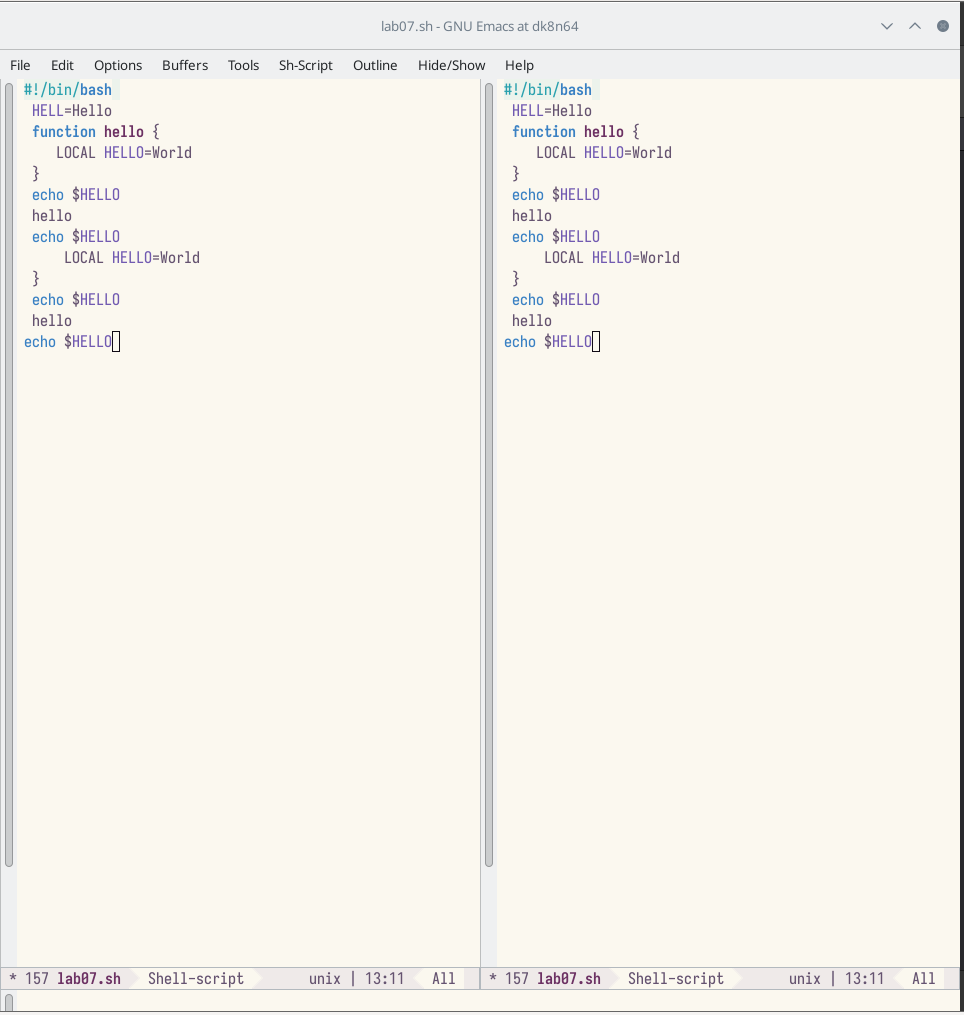 lab07.sh - GNU Emacs at dk8n64
File Edit Options Buffers Tools Sh-Script Outline Hide/Show Help
#!/bin/bash
HELL=Hello
function hello {
LOCAL HELLO=World
}
echo $HELLO
hello
echo $HELLO
LOCAL HELLO=World
}
echo $HELLO
hello
echo $HELLO
* 157 lab07.sh Shell-script unix | 13:11 All
#!/bin/bash
HELL=Hello
function hello {
LOCAL HELLO=World
}
echo $HELLO
hello
echo $HELLO
LOCAL HELLO=World
}
echo $HELLO
hello
echo $HELLO
* 157 lab07.sh Shell-script unix | 13:11 All